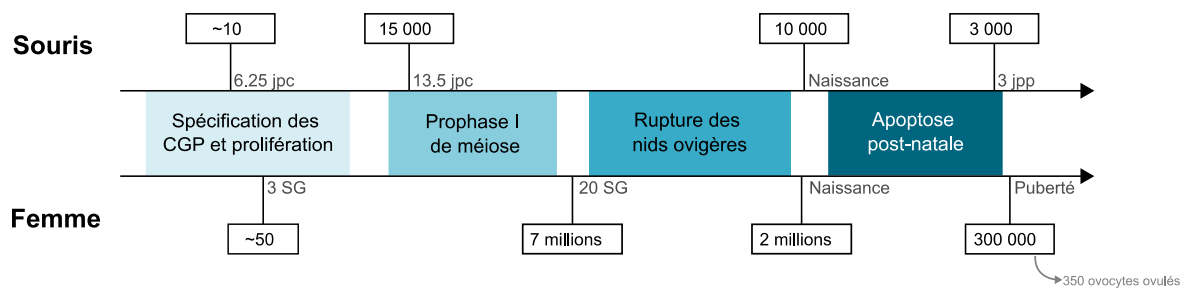 ~10
15 000
10 000
3 000
Souris
6.25 jpc
13.5 jpc
Naissance
3 jpp
Spécification des
CGP et prolifération
Prophase I
de méiose
Rupture des
nids ovigères
Apoptose
post-natale
3 SG
20 SG
Naissance
Puberté
Femme
~50
7 millions
2 millions
300 000
350 ovocytes ovulés